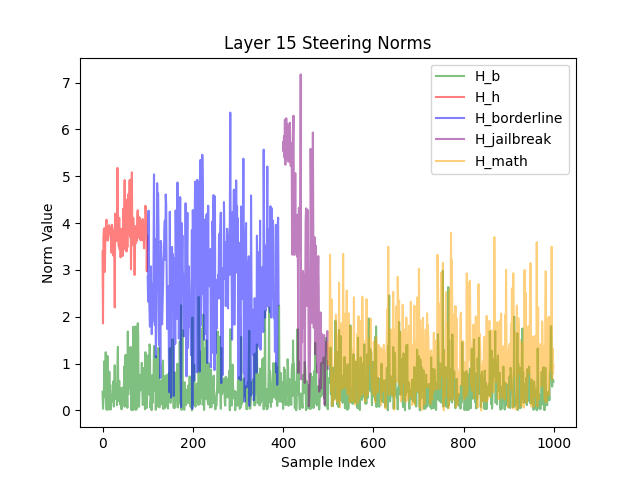 Layer 15 Steering Norms
H_b
H_h
H_borderline
H_jailbreak
H_math
Norm Value
7
6
5
4
3
2
1
0
0 200 400 600 800 1000
Sample Index